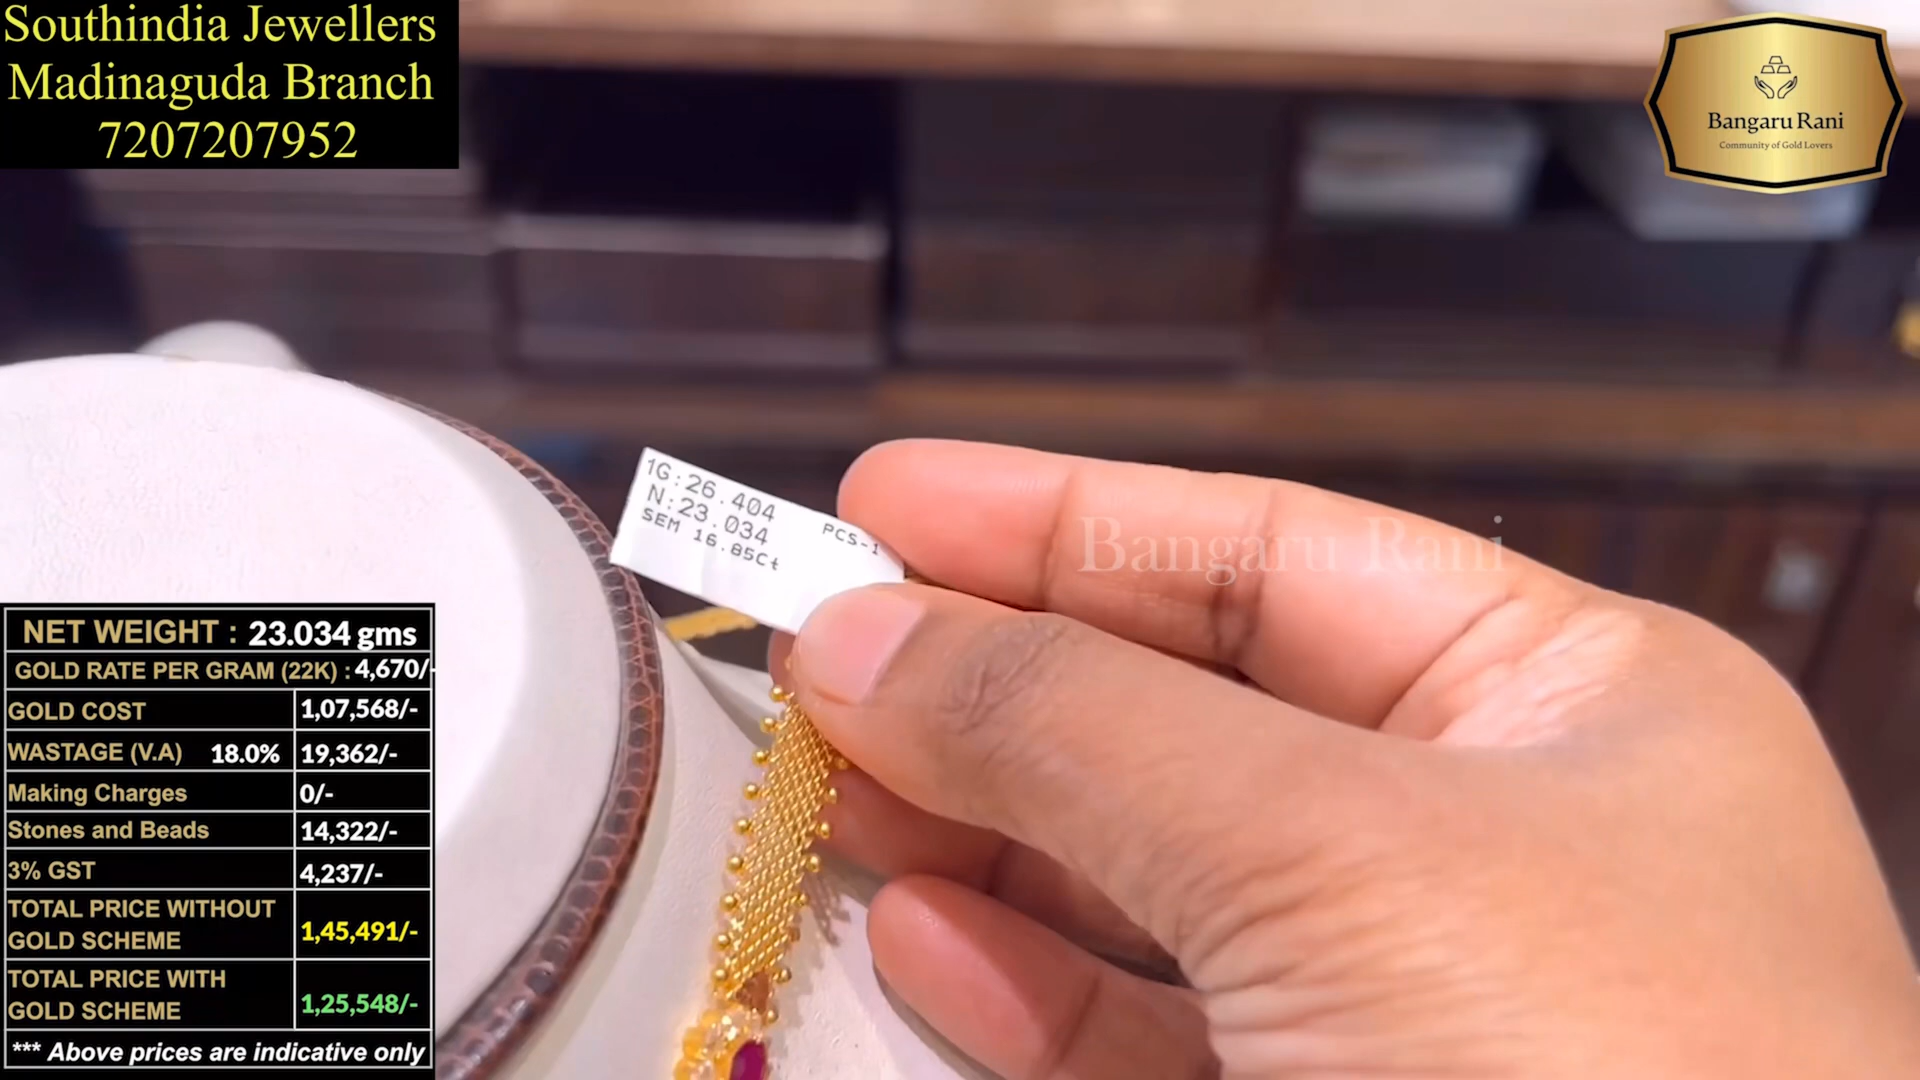 Southindia Jewellers
Madinaguda Branch
7207207952
Bangaru Rani
Community of Gold Lovers
1G:26.404
N:23.034 PCS-1
SEM 16.85Ct
Bangaru Rani
NET WEIGHT : 23.034 gms
GOLD RATE PER GRAM (22K) : 4,670/-
GOLD COST 1,07,568/-
WASTAGE (V.A) 18.0% 19,362/-
Making Charges 0/-
Stones and Beads 14,322/-
3% GST 4,237/-
TOTAL PRICE WITHOUT
GOLD SCHEME 1,45,491/-
TOTAL PRICE WITH
GOLD SCHEME 1,25,548/-
*** Above prices are indicative only